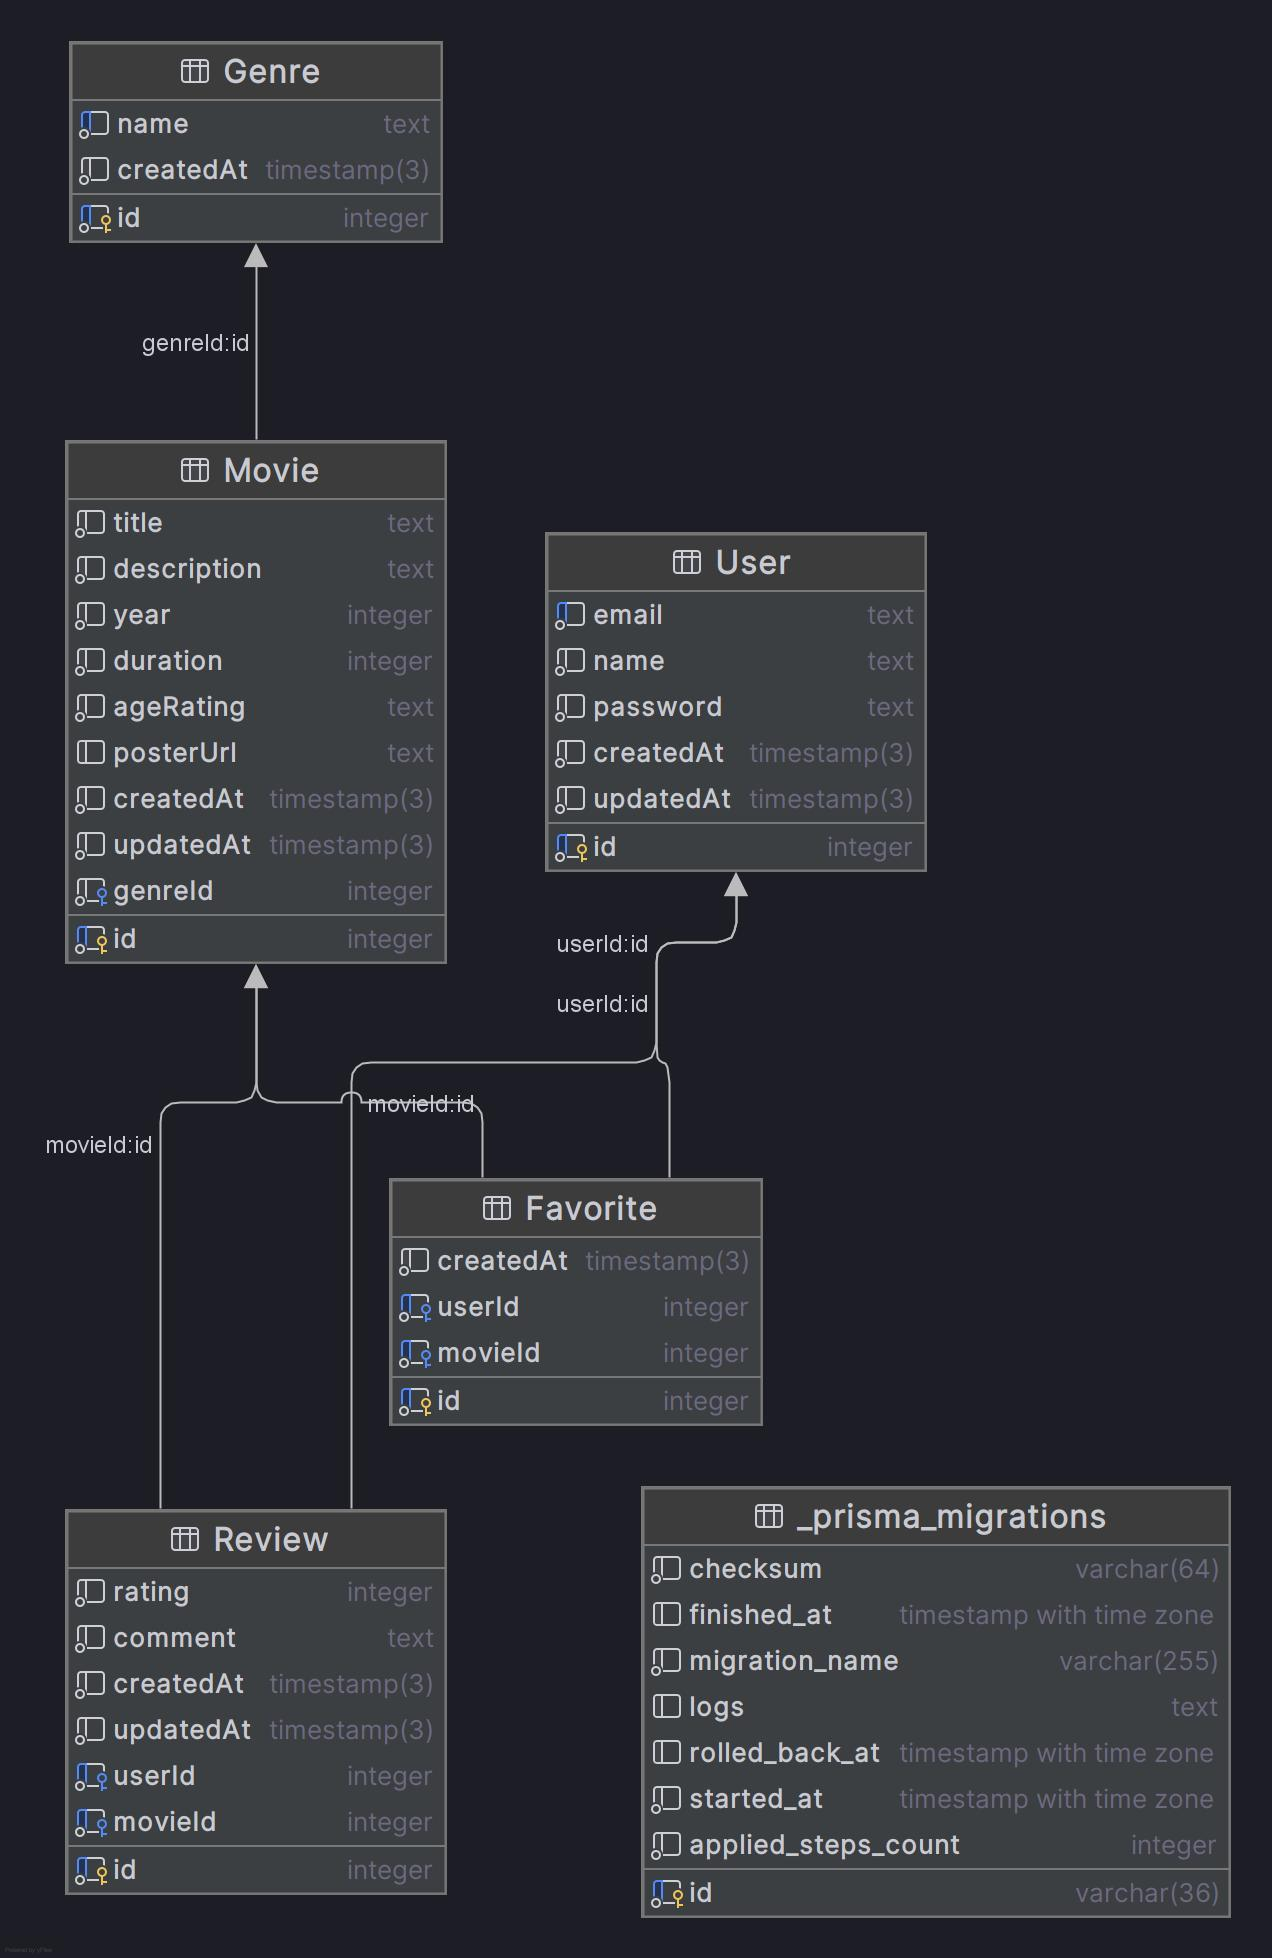 Genre
name text
createdAt timestamp(3)
id integer
genreId:id
Movie
title text
description text
year integer
duration integer
ageRating text
posterUrl text
createdAt timestamp(3)
updatedAt timestamp(3)
genreId integer
id integer
User
email text
name text
password text
createdAt timestamp(3)
updatedAt timestamp(3)
id integer
userId:id
userId:id
movieId:id
movieId:id
Favorite
createdAt timestamp(3)
userId integer
movieId integer
id integer
Review
rating integer
comment text
createdAt timestamp(3)
updatedAt timestamp(3)
userId integer
movieId integer
id integer
_prisma_migrations
checksum varchar(64)
finished_at timestamp with time zone
migration_name varchar(255)
logs text
rolled_back_at timestamp with time zone
started_at timestamp with time zone
applied_steps_count integer
id varchar(36)
Powered by yFiles